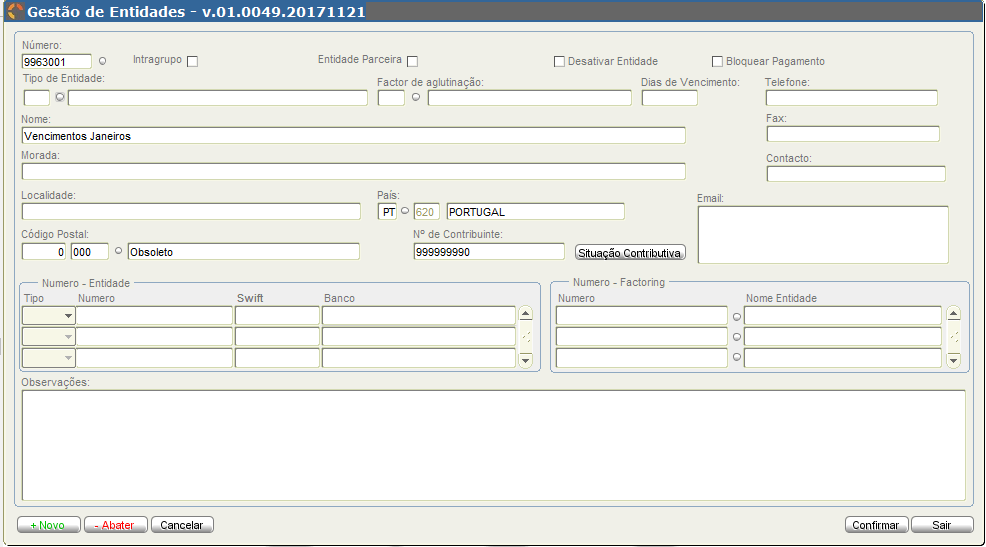 Gestão de Entidades - v.01.0049.20171121
Número:
9963001
Intragrupo
Entidade Parceira
Desativar Entidade
Bloquear Pagamento
Tipo de Entidade:
Factor de aglutinação:
Dias de Vencimento:
Telefone:
Nome:
Vencimentos Janeiros
Fax:
Morada:
Contacto:
Localidade:
País:
PT 620 PORTUGAL
Email:
Código Postal:
0 000 Obsoleto
Nº de Contribuinte:
999999990
Situação Contributiva
Numero - Entidade
Tipo Numero Swift Banco
Numero - Factoring
Numero Nome Entidade
Observações:
+ Novo - Abater Cancelar Confirmar Sair